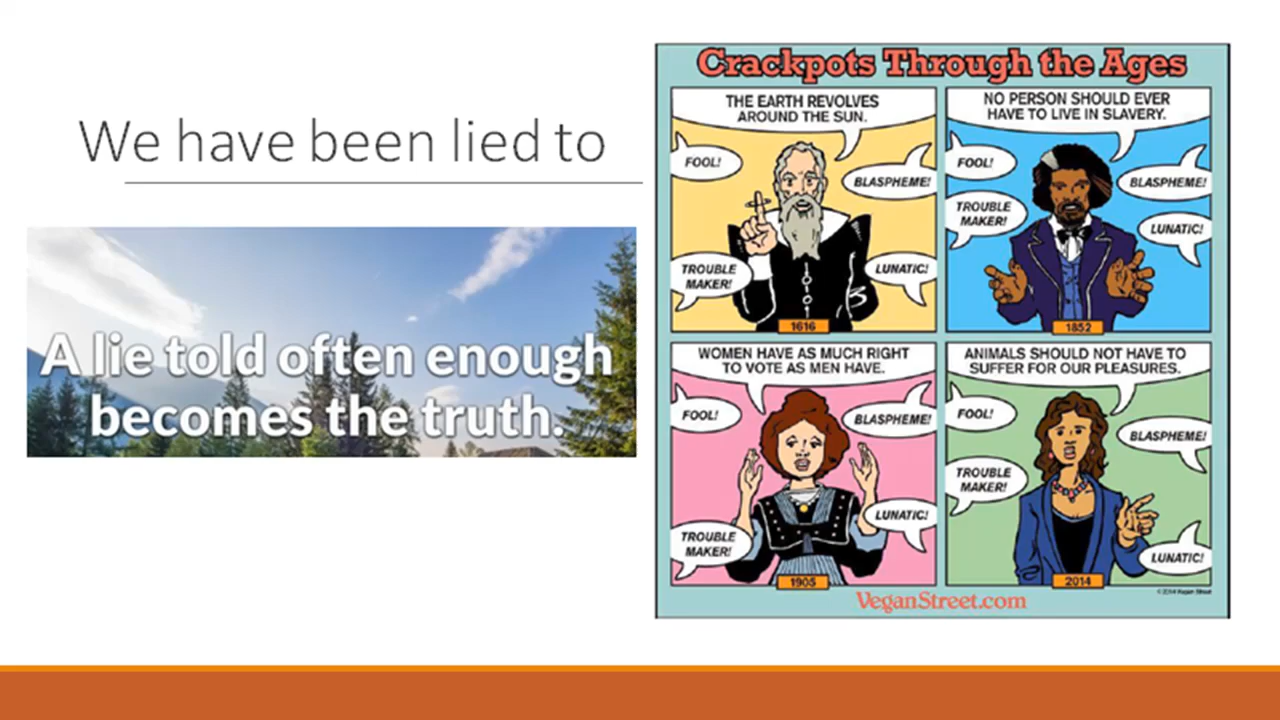 We have been lied to
A lie told often enough
becomes the truth.
Crackpots Through the Ages
THE EARTH REVOLVES
AROUND THE SUN.
FOOL!
BLASPHEME!
TROUBLE
MAKER!
LUNATIC!
1616
NO PERSON SHOULD EVER
HAVE TO LIVE IN SLAVERY.
FOOL!
BLASPHEME!
TROUBLE
MAKER!
LUNATIC!
1852
WOMEN HAVE AS MUCH RIGHT
TO VOTE AS MEN HAVE.
FOOL!
BLASPHEME!
LUNATIC!
TROUBLE
MAKER!
1905
ANIMALS SHOULD NOT HAVE TO
SUFFER FOR OUR PLEASURES.
FOOL!
BLASPHEME!
TROUBLE
MAKER!
LUNATIC!
2014
©2014 Vegan Street
VeganStreet.com